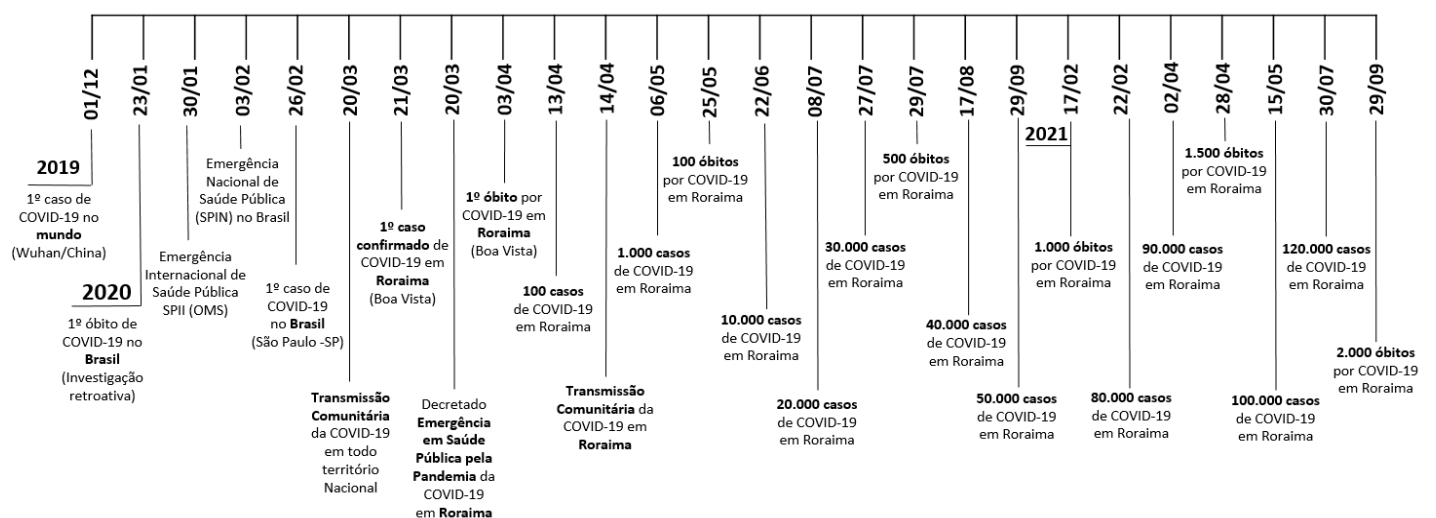 01/12
23/01
30/01
03/02
26/02
20/03
21/03
20/03
03/04
13/04
14/04
06/05
25/05
22/06
08/07
27/07
29/07
17/08
29/09
17/02
22/02
02/04
28/04
15/05
30/07
29/09
2019
1º caso de
COVID-19 no
mundo
(Wuhan/China)
2020
1º óbito de
COVID-19 no
Brasil
(Investigação
retroativa)
Emergência
Internacional de
Saúde Pública
SPII (OMS)
Emergência
Nacional de
Saúde Pública
(SPIN) no Brasil
1º caso de
COVID-19
no Brasil
(São Paulo -SP)
Transmissão
Comunitária
da COVID-19
em todo
território
Nacional
1º caso
confirmado de
COVID-19 em
Roraima
(Boa Vista)
Decretado
Emergência
em Saúde
Pública pela
Pandemia da
COVID-19
em Roraima
1º óbito por
COVID-19 em
Roraima
(Boa Vista)
100 casos
de COVID-19
em Roraima
Transmissão
Comunitária da
COVID-19 em
Roraima
1.000 casos
de COVID-19
em Roraima
100 óbitos
por COVID-19
em Roraima
10.000 casos
de COVID-19
em Roraima
20.000 casos
de COVID-19
em Roraima
30.000 casos
de COVID-19
em Roraima
500 óbitos
por COVID-19
em Roraima
40.000 casos
de COVID-19
em Roraima
50.000 casos
de COVID-19
em Roraima
2021
1.000 óbitos
por COVID-19
em Roraima
80.000 casos
de COVID-19
em Roraima
90.000 casos
de COVID-19
em Roraima
1.500 óbitos
por COVID-19
em Roraima
100.000 casos
de COVID-19
em Roraima
120.000 casos
de COVID-19
em Roraima
2.000 óbitos
por COVID-19
em Roraima